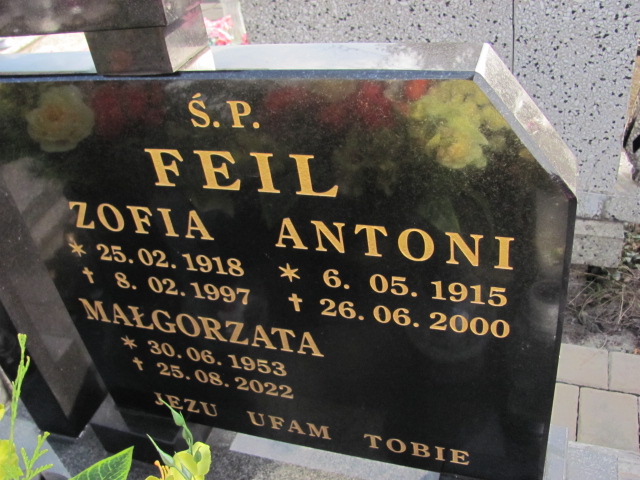 Ś. P.
FEIL
ZOFIA
* 25. 02. 1918
† 8. 02. 1997
ANTONI
* 6. 05. 1915
† 26. 06. 2000
MAŁGORZATA
* 30. 06. 1953
† 25. 08. 2022
JEZU UFAM TOBIE